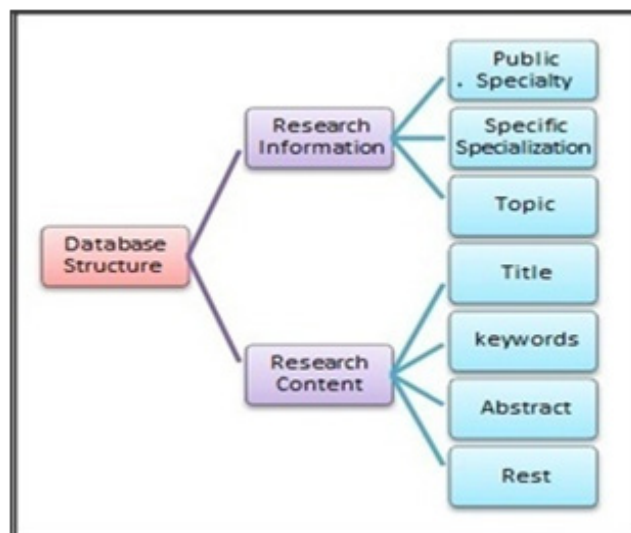 Public
. Specialty
Research
Information
Specific
Specialization
Topic
Database
Structure
Title
keywords
Research
Content
Abstract
Rest